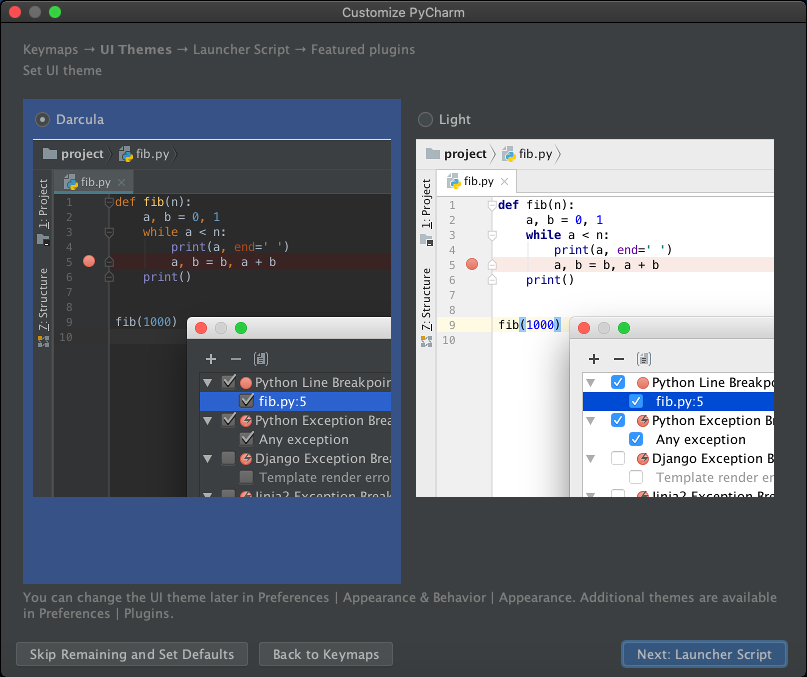 Customize PyCharm
Keymaps → UI Themes → Launcher Script → Featured plugins
Set UI theme
Darcula
project
fib.py
fib.py
1: Project
7: Structure
1 def fib(n):
2 a, b = 0, 1
3 while a < n:
4 print(a, end=' ')
5 a, b = b, a + b
6 print()
7
8
9 fib(1000)
10
Python Line Breakpoin
fib.py:5
Python Exception Brea
Any exception
Django Exception Brea
Template render erro
Jinja2 Exception Break
Light
project
fib.py
fib.py
1: Project
7: Structure
1 def fib(n):
2 a, b = 0, 1
3 while a < n:
4 print(a, end=' ')
5 a, b = b, a + b
6 print()
7
8
9 fib(1000)
10
Python Line Breakpo
fib.py:5
Python Exception Br
Any exception
Django Exception B
Template render er
Jinja2 Exception Bre
You can change the UI theme later in Preferences | Appearance & Behavior | Appearance. Additional themes are available
in Preferences | Plugins.
Skip Remaining and Set Defaults
Back to Keymaps
Next: Launcher Script